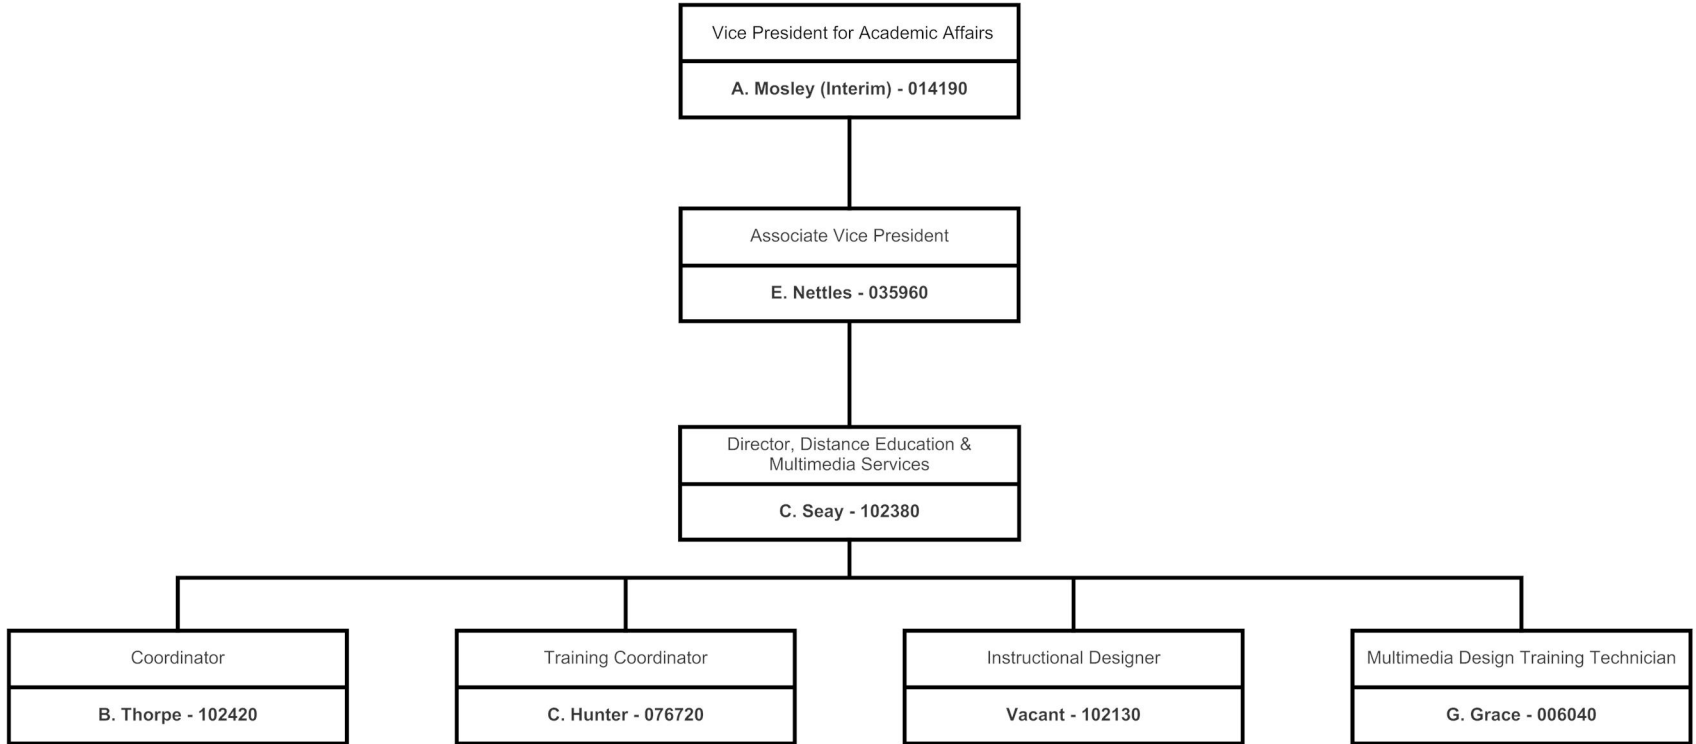 Vice President for Academic Affairs
A. Mosley (Interim) - 014190
Associate Vice President
E. Nettles - 035960
Director, Distance Education &
Multimedia Services
C. Seay - 102380
Coordinator
B. Thorpe - 102420
Training Coordinator
C. Hunter - 076720
Instructional Designer
Vacant - 102130
Multimedia Design Training Technician
G. Grace - 006040